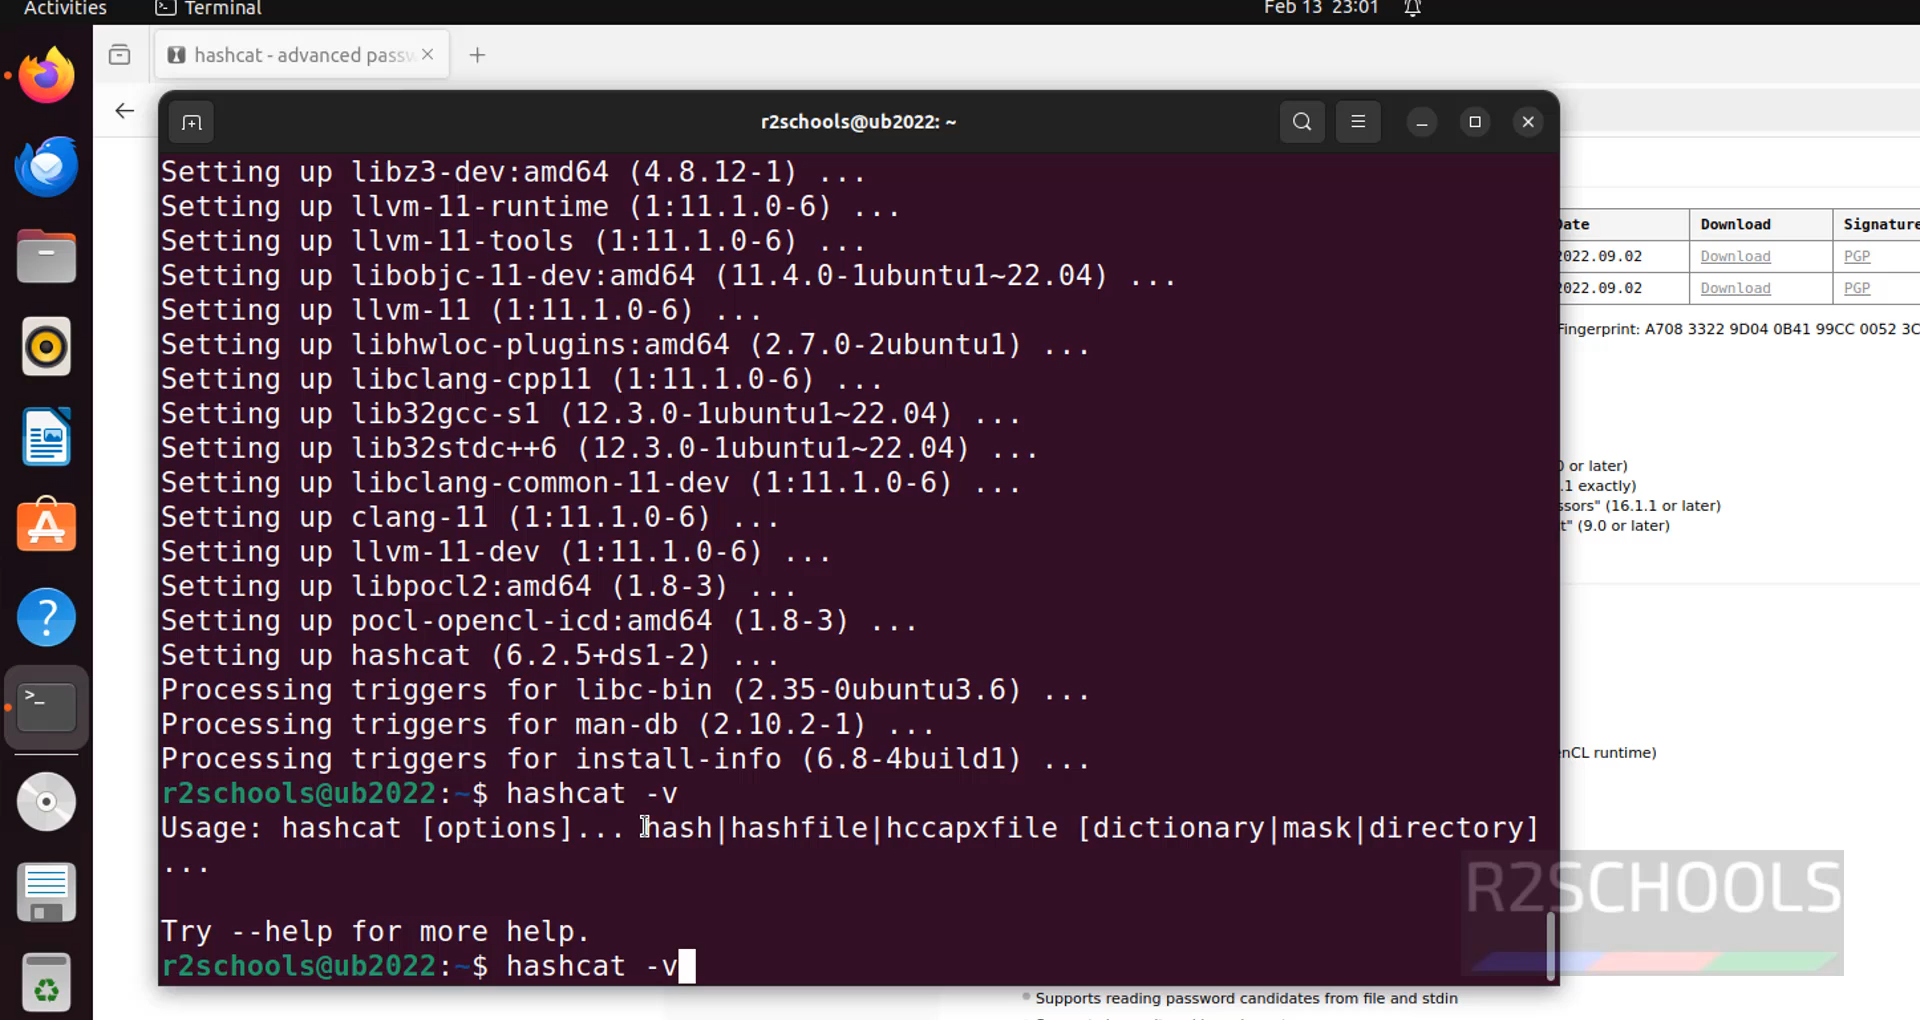 Activities
Terminal
Feb 13 23:01
hashcat - advanced passw
r2schools@ub2022: ~
Setting up libz3-dev:amd64 (4.8.12-1) ...
Setting up llvm-11-runtime (1:11.1.0-6) ...
Setting up llvm-11-tools (1:11.1.0-6) ...
Setting up libobjc-11-dev:amd64 (11.4.0-1ubuntu1~22.04) ...
Setting up llvm-11 (1:11.1.0-6) ...
Setting up libhwloc-plugins:amd64 (2.7.0-2ubuntu1) ...
Setting up libclang-cpp11 (1:11.1.0-6) ...
Setting up lib32gcc-s1 (12.3.0-1ubuntu1~22.04) ...
Setting up lib32stdc++6 (12.3.0-1ubuntu1~22.04) ...
Setting up libclang-common-11-dev (1:11.1.0-6) ...
Setting up clang-11 (1:11.1.0-6) ...
Setting up llvm-11-dev (1:11.1.0-6) ...
Setting up libpocl2:amd64 (1.8-3) ...
Setting up pocl-opencl-icd:amd64 (1.8-3) ...
Setting up hashcat (6.2.5+ds1-2) ...
Processing triggers for libc-bin (2.35-0ubuntu3.6) ...
Processing triggers for man-db (2.10.2-1) ...
Processing triggers for install-info (6.8-4build1) ...
r2schools@ub2022:~$ hashcat -v
Usage: hashcat [options]... hash|hashfile|hccapxfile [dictionary|mask|directory]
...
Try --help for more help.
r2schools@ub2022:~$ hashcat -v
Date Download Signature
2022.09.02 Download PGP
2022.09.02 Download PGP
Fingerprint: A708 3322 9D04 0B41 99CC 0052 3C
0 or later)
.1 exactly)
ssors" (16.1.1 or later)
t" (9.0 or later)
enCL runtime)
R2SCHOOLS
Supports reading password candidates from file and stdin